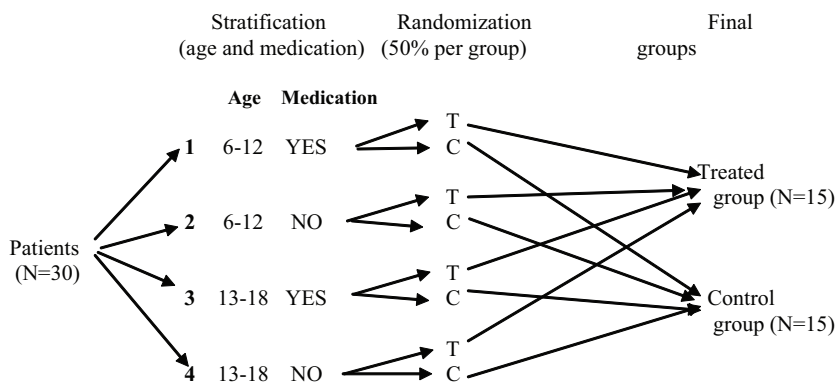 Stratification Randomization Final
(age and medication) (50% per group) groups
Age Medication
T
1 6-12 YES C
Treated
T
group (N=15)
2 6-12 NO C
Patients
(N=30)
T
3 13-18 YES C
Control
group (N=15)
T
4 13-18 NO C